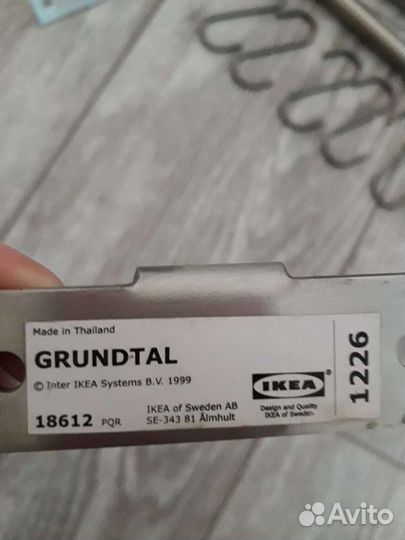 Made in Thailand
GRUNDTAL
© Inter IKEA Systems B.V. 1999
18612 PQR
IKEA of Sweden AB
SE-343 81 Älmhult
IKEA
®
Design and Quality
IKEA of Sweden
1226
Avito